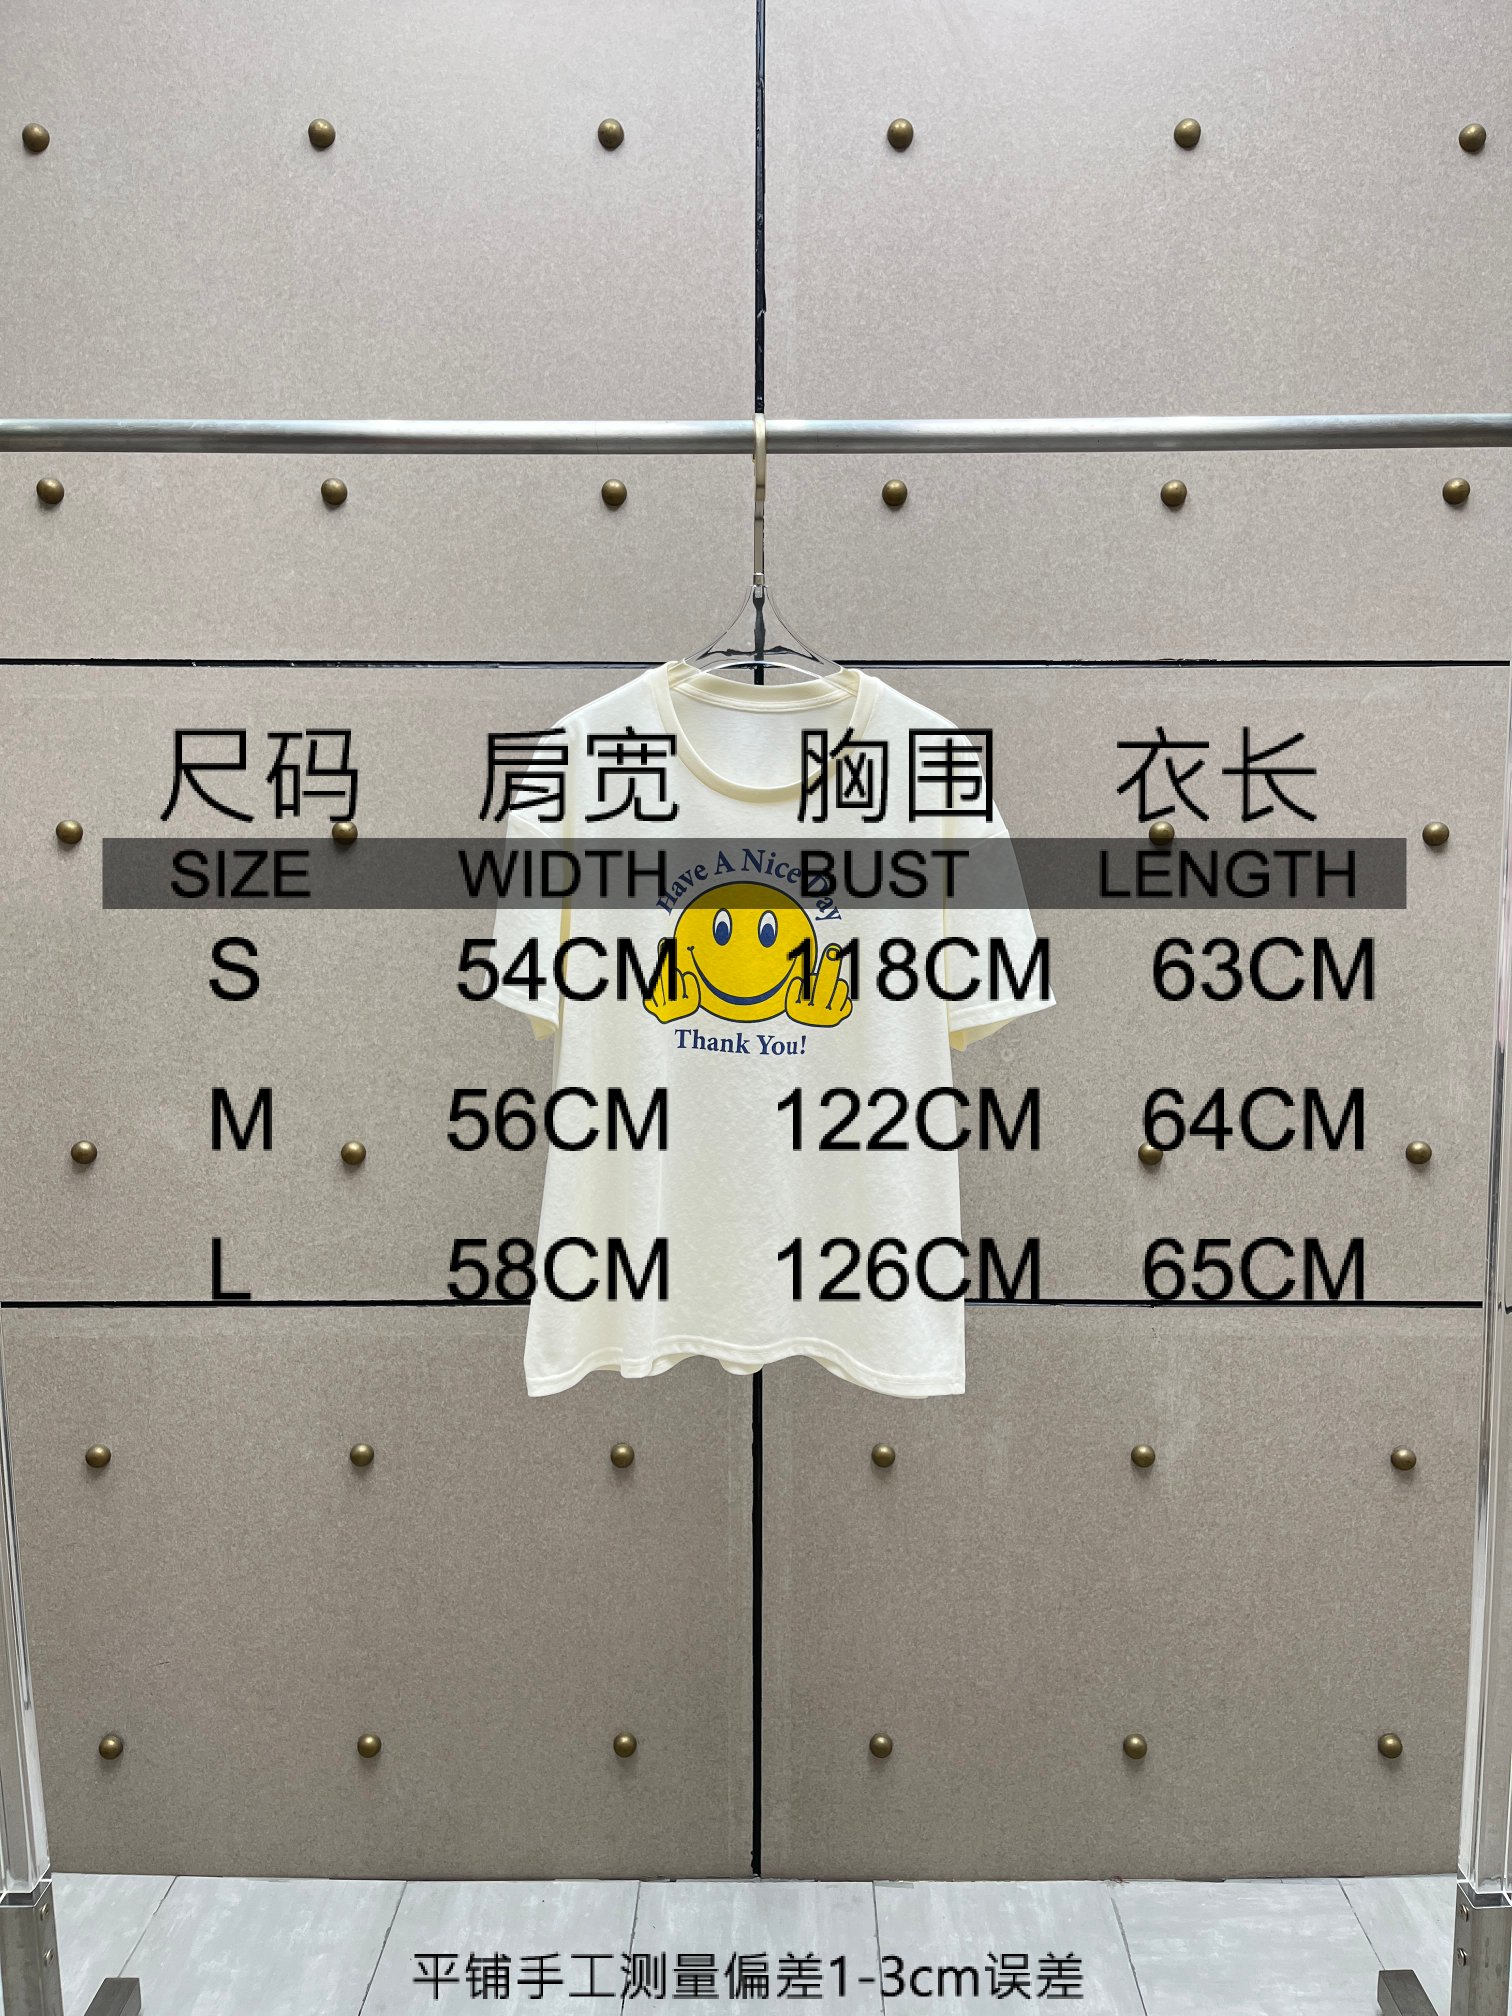 尺码 肩宽 胸围 衣长
SIZE WIDTH BUST LENGTH
Have A Nice Day
S 54CM 118CM 63CM
Thank You!
M 56CM 122CM 64CM
L 58CM 126CM 65CM
平铺手工测量偏差1-3cm误差